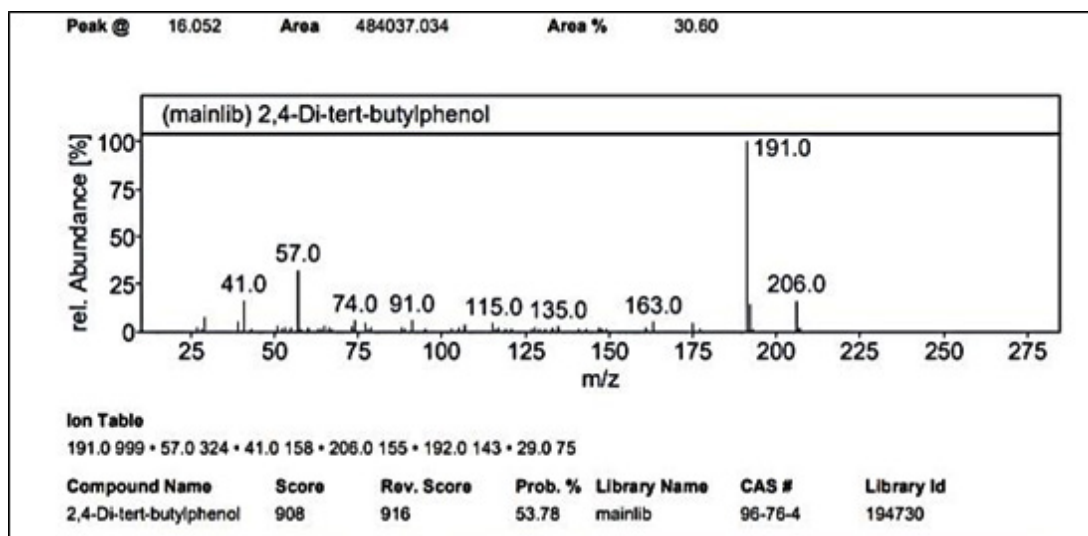 Peak @ 16.052 Area 484037.034 Area % 30.60
(mainlib) 2,4-Di-tert-butylphenol
rel. Abundance [%]
100
75
50
25
0
191.0
57.0
41.0
74.0
91.0
115.0
135.0
163.0
206.0
25 50 75 100 125 150 175 200 225 250 275
m/z
Ion Table
191.0 999 • 57.0 324 • 41.0 158 • 206.0 155 • 192.0 143 • 29.0 75
Compound Name Score Rev. Score Prob. % Library Name CAS # Library Id
2,4-Di-tert-butylphenol 908 916 53.78 mainlib 96-76-4 194730